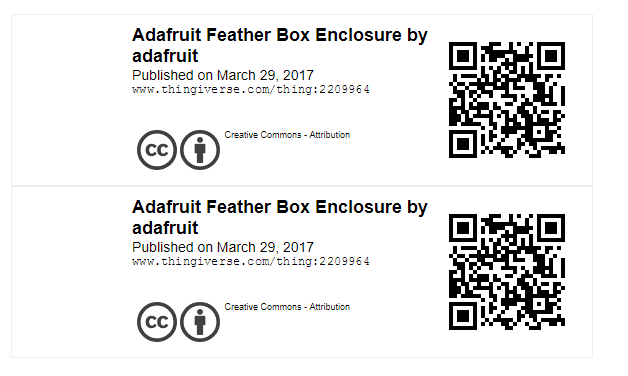 Adafruit Feather Box Enclosure by
adafruit
Published on March 29, 2017
www.thingiverse.com/thing:2209964
cc
Creative Commons - Attribution
Adafruit Feather Box Enclosure by
adafruit
Published on March 29, 2017
www.thingiverse.com/thing:2209964
cc
Creative Commons - Attribution